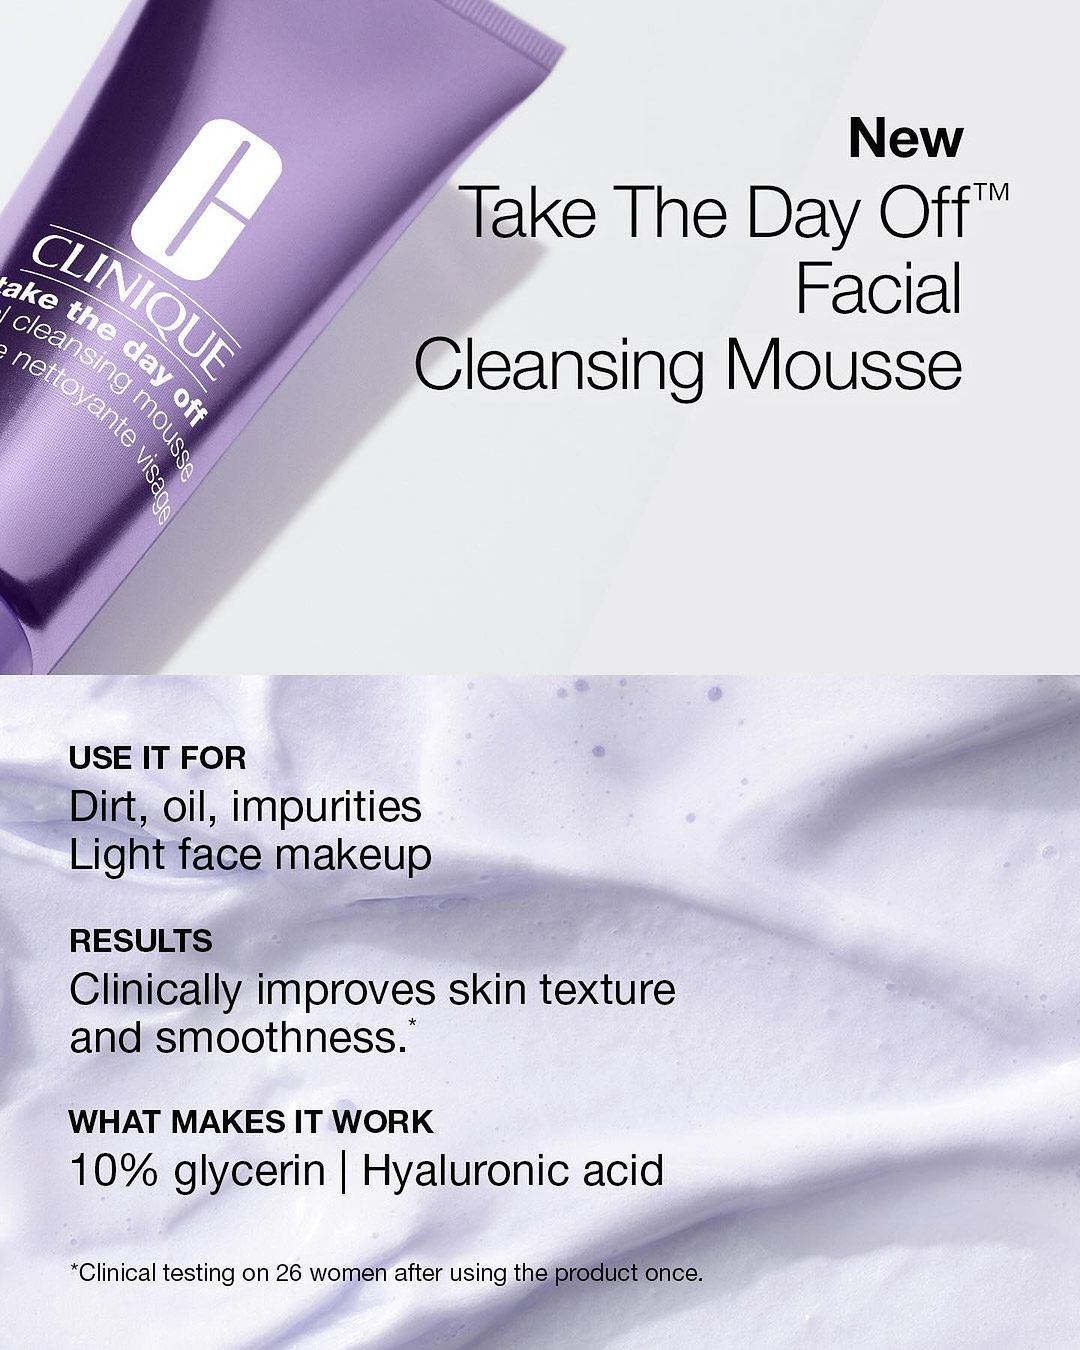 CLINIQUE
take the day off
cleansing mousse
nettoyante visage
New
Take The Day Off™
Facial
Cleansing Mousse
USE IT FOR
Dirt, oil, impurities
Light face makeup
RESULTS
Clinically improves skin texture
and smoothness.*
WHAT MAKES IT WORK
10% glycerin | Hyaluronic acid
*Clinical testing on 26 women after using the product once.